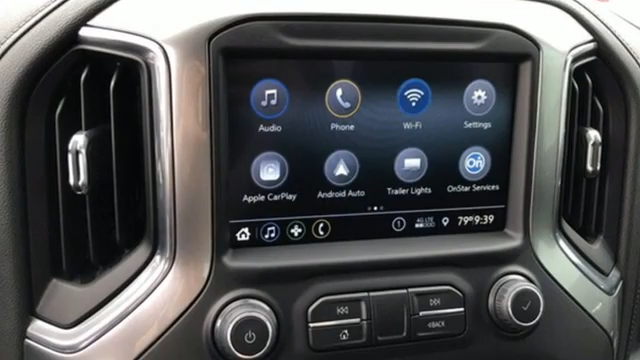 Audio Phone Wi-Fi Settings
Apple CarPlay Android Auto Trailer Lights OnStar Services
1 4G LTE 79° 9:39
BACK